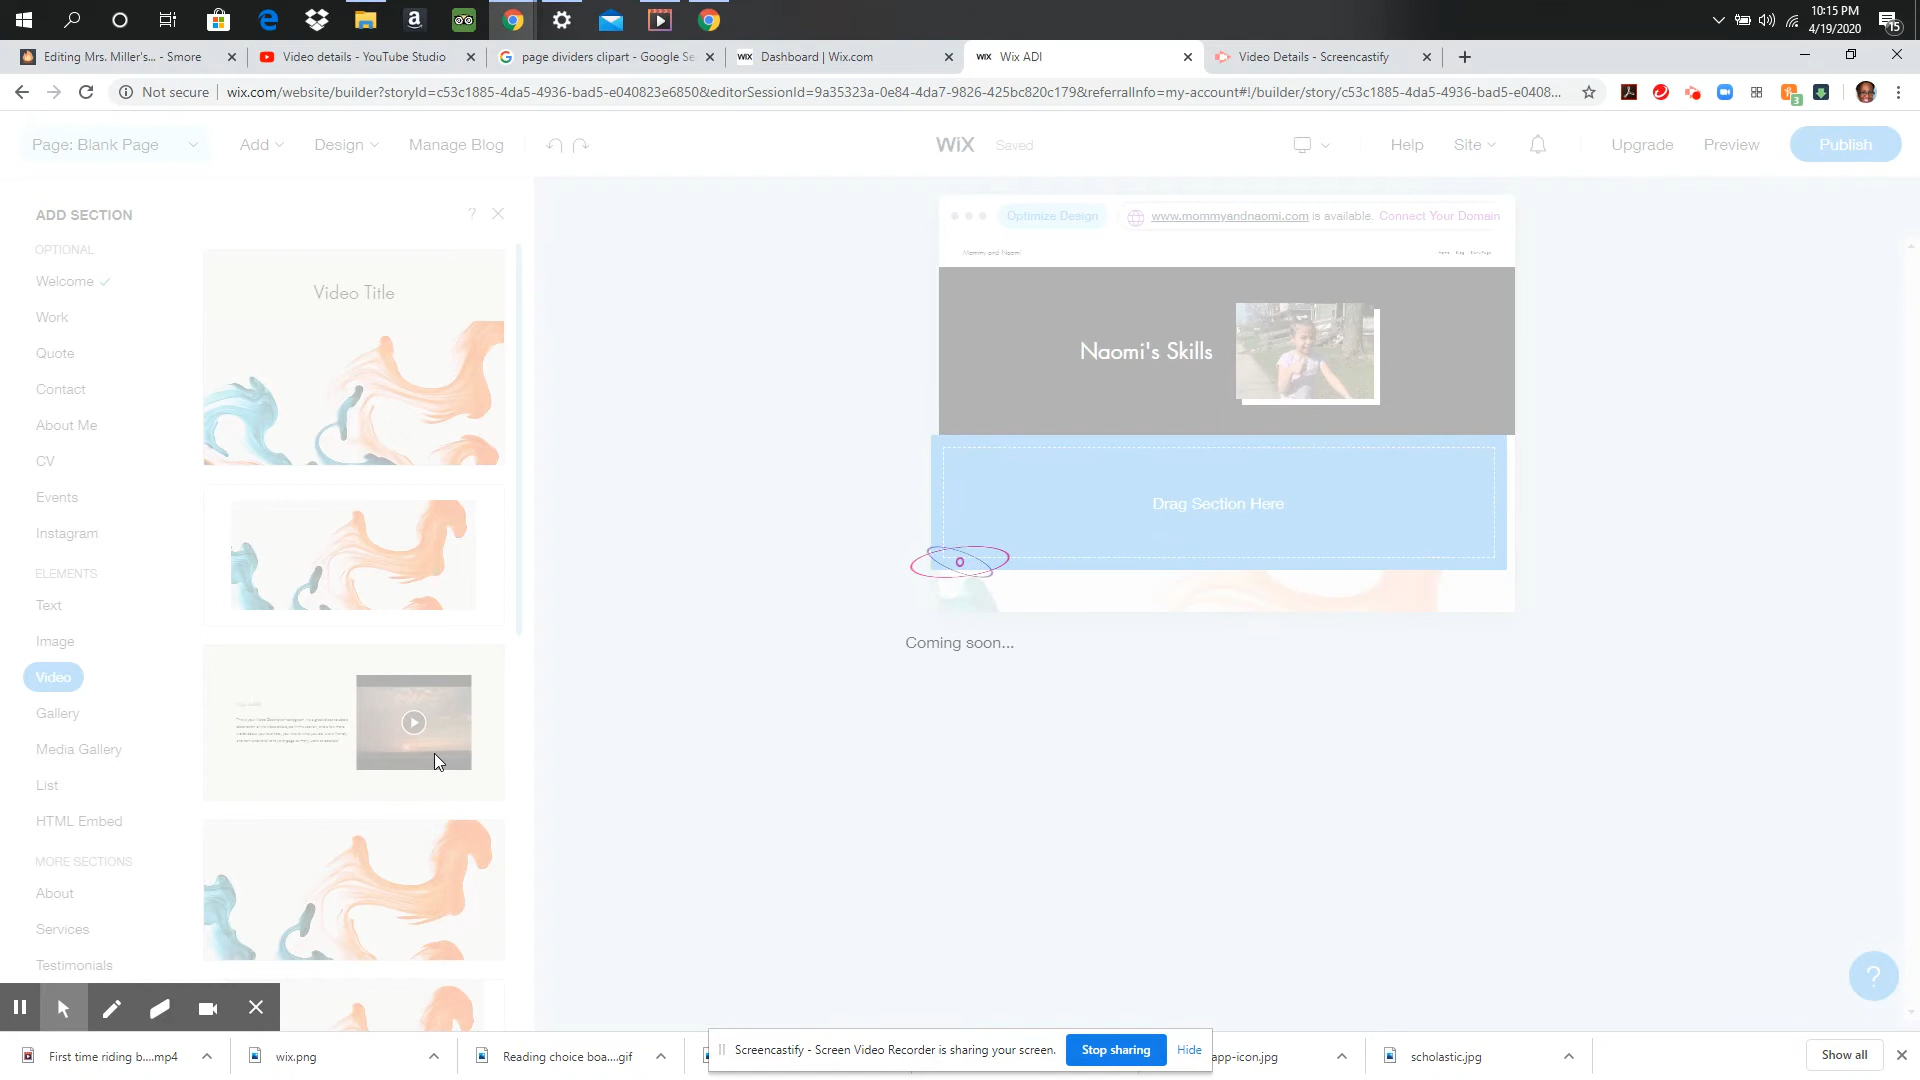 10:15 PM
4/19/2020
15
Editing Mrs. Miller's... - Smore
Video details - YouTube Studio
page dividers clipart - Google Se
WiX Dashboard | Wix.com
WiX Wix ADI
Video Details - Screencastify
Not secure
wix.com/website/builder?storyId=c53c1885-4da5-4936-bad5-e040823e6850&editorSessionId=9a35323a-0e84-4da7-9826-425bc820c179&referralInfo=my-account#!/builder/story/c53c1885-4da5-4936-bad5-e0408...
3
Page: Blank Page
Add
Design
Manage Blog
WiX
Saved
Help
Site
Upgrade
Preview
Publish
ADD SECTION
?
OPTIONAL
Welcome
Work
Quote
Contact
About Me
CV
Events
Instagram
ELEMENTS
Text
Image
Video
Gallery
Media Gallery
List
HTML Embed
MORE SECTIONS
About
Services
Testimonials
Video Title
Optimize Design
www.mommyandnaomi.com is available. Connect Your Domain
Mommy and Naomi
Naomi's Skills
Drag Section Here
Coming soon...
?
First time riding b....mp4
wix.png
Reading choice boa....gif
Screencastify - Screen Video Recorder is sharing your screen.
Stop sharing
Hide
app-icon.jpg
scholastic.jpg
Show all